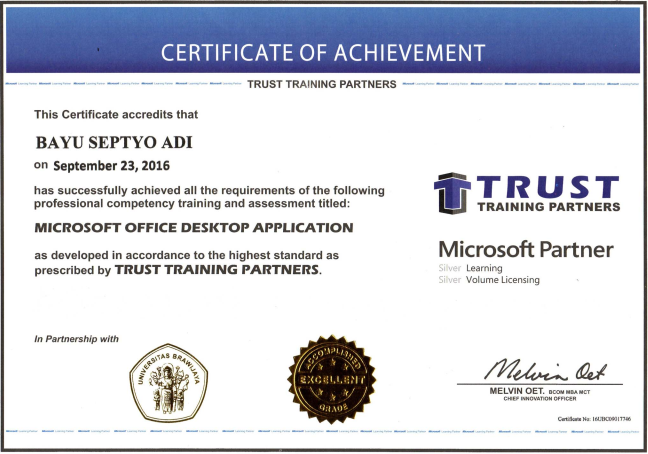 CERTIFICATE OF ACHIEVEMENT
TRUST TRAINING PARTNERS
This Certificate accredits that
BAYU SEPTYO ADI
on September 23, 2016
has successfully achieved all the requirements of the following
professional competency training and assessment titled:
MICROSOFT OFFICE DESKTOP APPLICATION
as developed in accordance to the highest standard as
prescribed by TRUST TRAINING PARTNERS.
TRUST
TRAINING PARTNERS
Microsoft Partner
Silver Learning
Silver Volume Licensing
In Partnership with
UNIVERSITAS BRAWIJAYA
ACCOMPLISHED
EXCELLENT
GRADE
Melvin Oet
MELVIN OET. BCOM MBA MCT
CHIEF INNOVATION OFFICER
Certificate No: 16UBC09017746